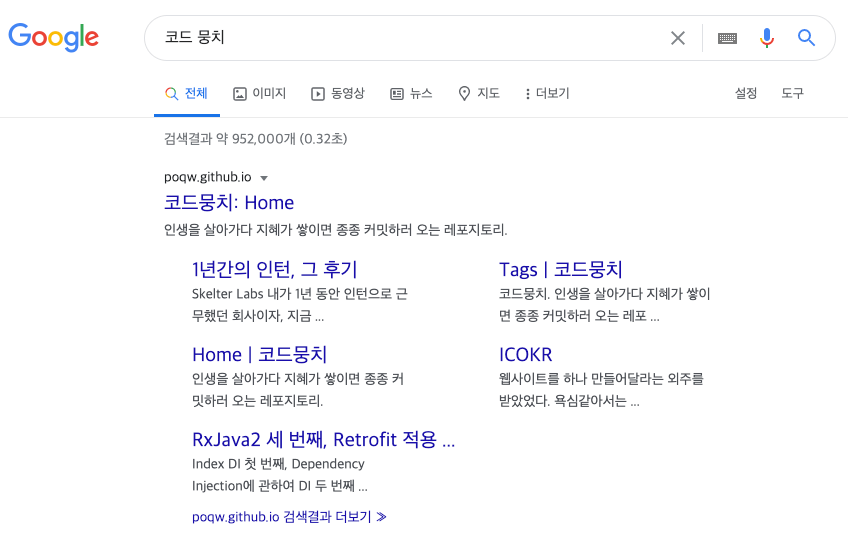 Google
코드 뭉치
전체 이미지 동영상 뉴스 지도 더보기 설정 도구
검색결과 약 952,000개 (0.32초)
poqw.github.io
코드뭉치: Home
인생을 살아가다 지혜가 쌓이면 종종 커밋하러 오는 레포지토리.
1년간의 인턴, 그 후기
Skelter Labs 내가 1년 동안 인턴으로 근
무했던 회사이자, 지금 ...
Tags | 코드뭉치
코드뭉치. 인생을 살아가다 지혜가 쌓이
면 종종 커밋하러 오는 레포 ...
Home | 코드뭉치
인생을 살아가다 지혜가 쌓이면 종종 커
밋하러 오는 레포지토리.
ICOKR
웹사이트를 하나 만들어달라는 외주를
받았었다. 욕심같아서는 ...
RxJava2 세 번째, Retrofit 적용 ...
Index DI 첫 번째, Dependency
Injection에 관하여 DI 두 번째 ...
poqw.github.io 검색결과 더보기 »